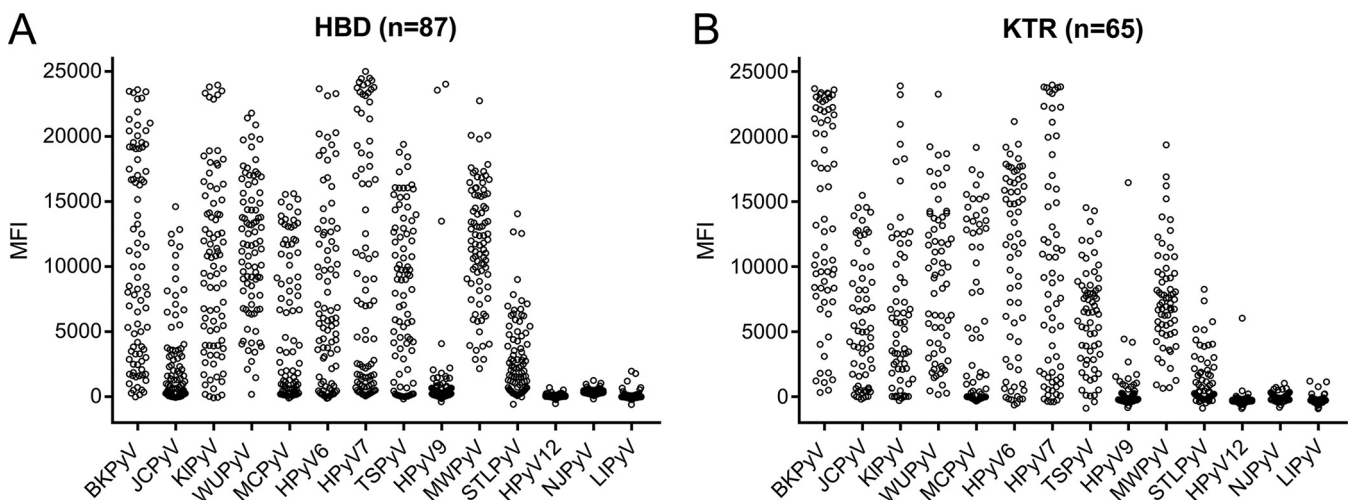 A
HBD (n=87)
MFI
25000
20000
15000
10000
5000
0
BKPyV
JCPyV
KIPyV
WUPyV
MCPyV
HPyV6
HPyV7
TSPyV
HPyV9
MWPyV
STLPyV
HPyV12
NJPyV
LIPyV
B
KTR (n=65)
MFI
25000
20000
15000
10000
5000
0
BKPyV
JCPyV
KIPyV
WUPyV
MCPyV
HPyV6
HPyV7
TSPyV
HPyV9
MWPyV
STLPyV
HPyV12
NJPyV
LIPyV